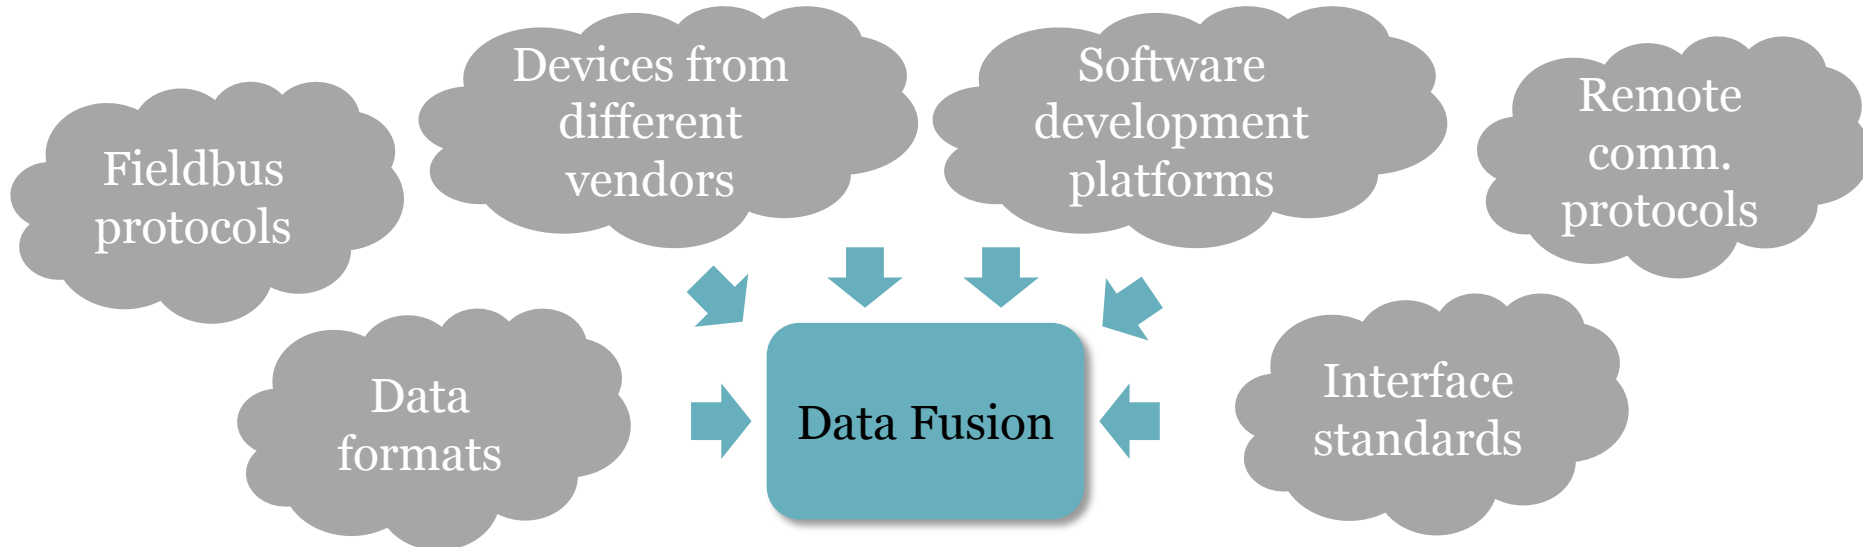 Fieldbus
protocols
Devices from
different
vendors
Software
development
platforms
Remote
comm.
protocols
Data
formats
Data Fusion
Interface
standards